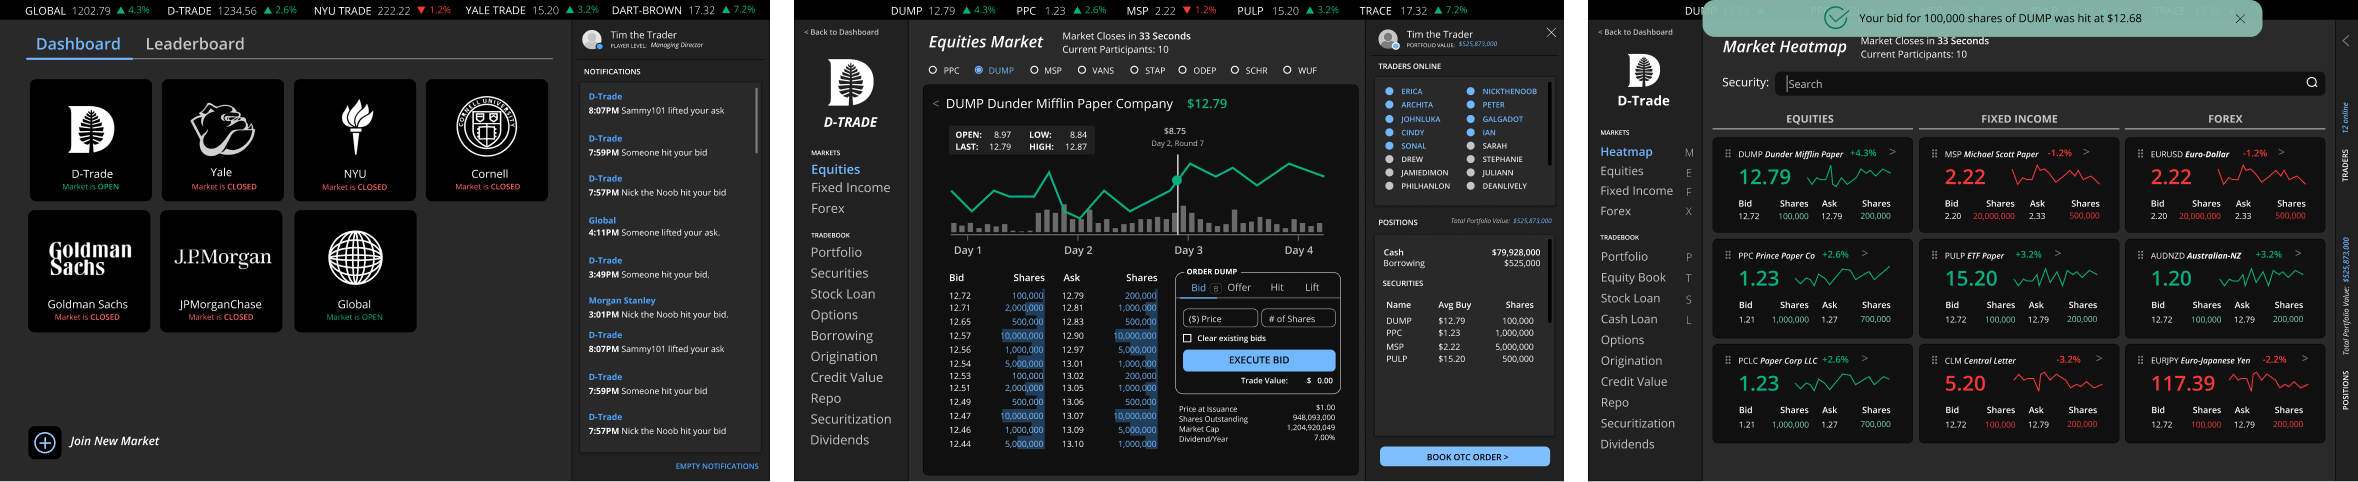 GLOBAL 1202.79 ▲ 4.3% D-TRADE 1234.56 ▲ 2.6% NYU TRADE 222.22 ▼ 1.2% YALE TRADE 15.20 ▲ 3.2% DART-BROWN 17.32 ▲ 7.2%
Dashboard Leaderboard
Tim the Trader
PLAYER LEVEL: Managing Director
NOTIFICATIONS
D-Trade
Market is OPEN
Yale
Market is CLOSED
NYU
Market is CLOSED
CORNELL UNIVERSITY
Cornell
Market is CLOSED
Goldman
Sachs
Goldman Sachs
Market is CLOSED
J.P.Morgan
JPMorganChase
Market is CLOSED
Global
Market is OPEN
Join New Market
D-Trade
8:07PM Sammy101 lifted your ask
D-Trade
7:59PM Someone hit your bid
D-Trade
7:57PM Nick the Noob hit your bid
Global
4:11PM Someone lifted your ask.
D-Trade
3:49PM Someone hit your bid.
Morgan Stanley
3:01PM Nick the Noob hit your bid.
D-Trade
8:07PM Sammy101 lifted your ask
D-Trade
7:59PM Someone hit your bid
D-Trade
7:57PM Nick the Noob hit your bid
EMPTY NOTIFICATIONS
DUMP 12.79 ▲ 4.3% PPC 1.23 ▲ 2.6% MSP 2.22 ▼ 1.2% PULP 15.20 ▲ 3.2% TRACE 17.32 ▲ 7.2%
< Back to Dashboard
D-TRADE
MARKETS
Equities
Fixed Income
Forex
TRADEBOOK
Portfolio
Securities
Stock Loan
Options
Borrowing
Origination
Credit Value
Repo
Securitization
Dividends
Equities Market
Market Closes in 33 Seconds
Current Participants: 10
PPC DUMP MSP VANS STAP ODEP SCHR WUF
< DUMP Dunder Mifflin Paper Company $12.79
OPEN: 8.97 LOW: 8.84
LAST: 12.79 HIGH: 12.87
$8.75
Day 2, Round 7
Day 1 Day 2 Day 3 Day 4
Bid Shares Ask Shares
12.72 100,000 12.79 200,000
12.71 2,000,000 12.81 1,000,000
12.65 500,000 12.83 500,000
12.57 10,000,000 12.90 10,000,000
12.56 1,000,000 12.97 5,000,000
12.54 5,000,000 13.01 1,000,000
12.53 100,000 13.02 200,000
12.51 2,000,000 13.05 1,000,000
12.49 500,000 13.06 500,000
12.47 10,000,000 13.07 10,000,000
12.46 1,000,000 13.09 5,000,000
12.44 5,000,000 13.10 1,000,000
ORDER DUMP
Bid B Offer Hit Lift
($) Price # of Shares
Clear existing bids
EXECUTE BID
Trade Value: $ 0.00
Price at Issuance $1.00
Shares Outstanding 948,093,000
Market Cap 1,204,920,049
Dividend/Year 7.00%
Tim the Trader
PORTFOLIO VALUE: $525,873,000
TRADERS ONLINE
ERICA NICKTHENOOB
ARCHITA PETER
JOHNLUKA GALGADOT
CINDY IAN
SONAL SARAH
DREW STEPHANIE
JAMIEDIMON JULIANN
PHILHANLON DEANLIVELY
POSITIONS Total Portfolio Value: $525,873,000
Cash $79,928,000
Borrowing $525,000
SECURITIES
Name Avg Buy Shares
DUMP $12.79 100,000
PPC $1.23 1,000,000
MSP $2.22 5,000,000
PULP $15.20 500,000
BOOK OTC ORDER >
Your bid for 100,000 shares of DUMP was hit at $12.68
< Back to Dashboard
D-Trade
MARKETS
Heatmap M
Equities E
Fixed Income F
Forex X
TRADEBOOK
Portfolio P
Equity Book T
Stock Loan S
Cash Loan L
Options
Origination
Credit Value
Repo
Securitization
Dividends
Market Heatmap
Market Closes in 33 Seconds
Current Participants: 10
Security: Search
EQUITIES FIXED INCOME FOREX
DUMP Dunder Mifflin Paper +4.3% >
12.79
Bid Shares Ask Shares
12.72 100,000 12.79 200,000
MSP Michael Scott Paper -1.2% >
2.22
Bid Shares Ask Shares
2.20 20,000,000 2.33 500,000
EURUSD Euro-Dollar -1.2% >
2.22
Bid Shares Ask Shares
2.20 20,000,000 2.33 500,000
PPC Prince Paper Co +2.6% >
1.23
Bid Shares Ask Shares
1.21 1,000,000 1.27 700,000
PULP ETF Paper +3.2% >
15.20
Bid Shares Ask Shares
12.72 100,000 12.79 200,000
AUDNZD Australian-NZ +3.2% >
1.20
Bid Shares Ask Shares
12.72 100,000 12.79 200,000
PCLC Paper Corp LLC +2.6% >
1.23
Bid Shares Ask Shares
1.21 1,000,000 1.27 700,000
CLM Central Letter -3.2% >
5.20
Bid Shares Ask Shares
12.72 100,000 12.79 200,000
EURJPY Euro-Japanese Yen -2.2% >
117.39
Bid Shares Ask Shares
12.72 100,000 12.79 200,000
TRADERS 12 online
POSITIONS Total Portfolio Value: $525,873,000